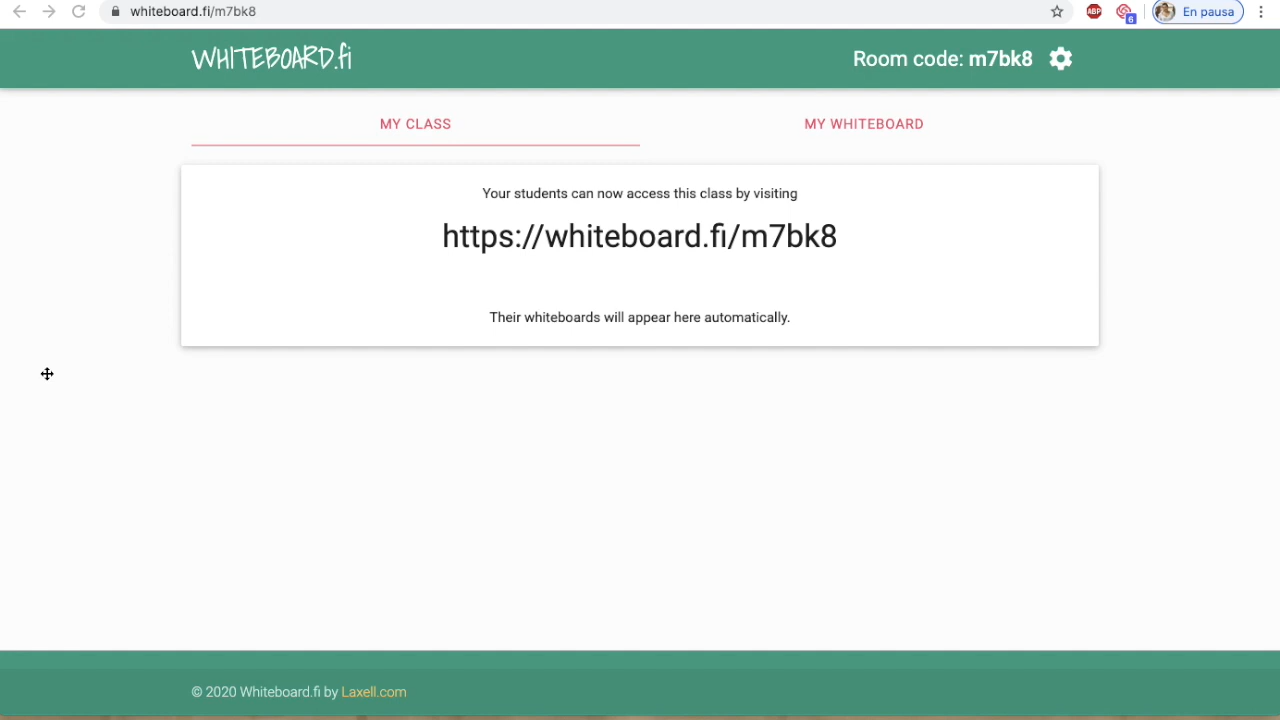 whiteboard.fi/m7bk8
ABP
6
En pausa
WHITEBOARD.fi
Room code: m7bk8
MY CLASS
MY WHITEBOARD
Your students can now access this class by visiting
https://whiteboard.fi/m7bk8
Their whiteboards will appear here automatically.
© 2020 Whiteboard.fi by Laxell.com